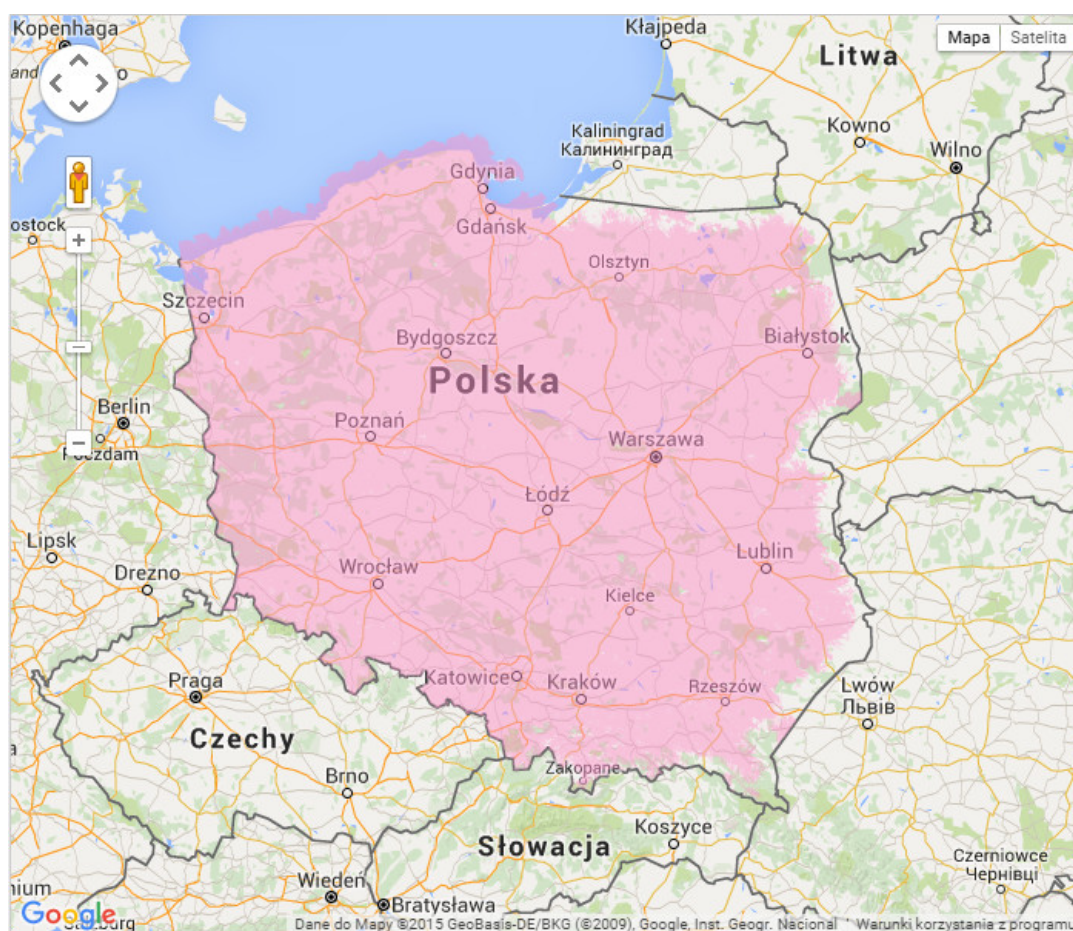 Kopenhaga
Kłajpeda
Mapa
Satelita
Litwa
Kaliningrad
Калининград
Kowno
Wilno
Gdynia
Gdańsk
Olsztyn
Szczecin
Bydgoszcz
Białystok
Polska
Berlin
Poznań
Warszawa
Poczdam
Łódź
Lipsk
Drezno
Wrocław
Lublin
Kielce
Praga
Katowice
Kraków
Rzeszów
Lwów
Львів
Czechy
Zakopane
Brno
Słowacja
Koszyce
Czerniowce
Чернівці
Wiedeń
Bratysława
Google
Dane do Mapy ©2015 GeoBasis-DE/BKG (©2009), Google, Inst. Geogr. Nacional
Warunki korzystania z programu